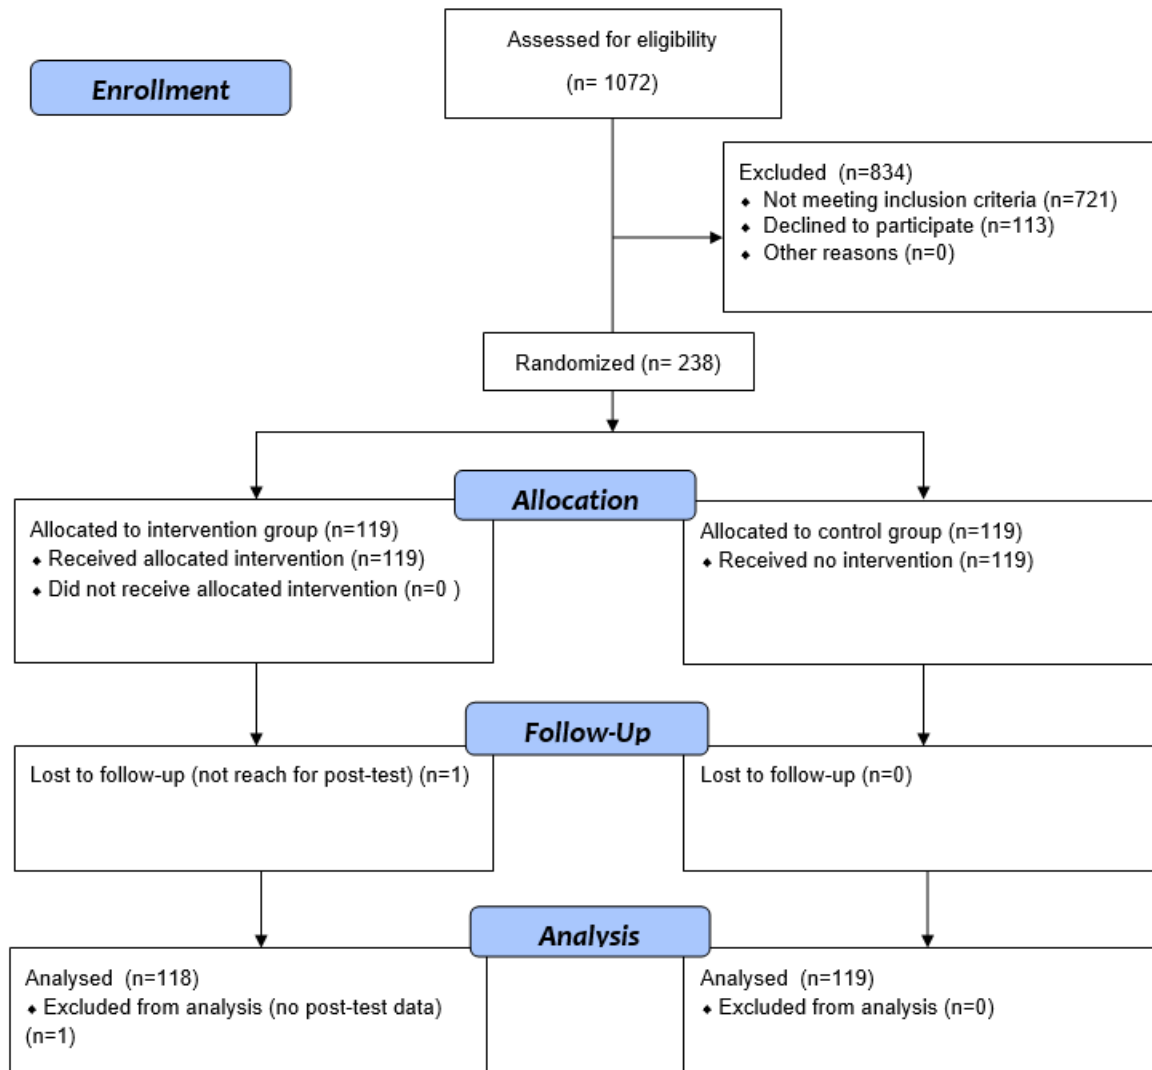 Assessed for eligibility
(n= 1072)
Enrollment
Excluded  (n=834)
⬥ Not meeting inclusion criteria (n=721)
⬥ Declined to participate (n=113)
⬥ Other reasons (n=0)
Randomized (n= 238)
Allocation
Allocated to intervention group (n=119)
⬥ Received allocated intervention (n=119)
⬥ Did not receive allocated intervention (n=0 )
Allocated to control group (n=119)
⬥ Received no intervention (n=119)
Follow-Up
Lost to follow-up (not reach for post-test) (n=1)
Lost to follow-up (n=0)
Analysis
Analysed  (n=118)
⬥ Excluded from analysis (no post-test data)
(n=1)
Analysed  (n=119)
⬥ Excluded from analysis (n=0)